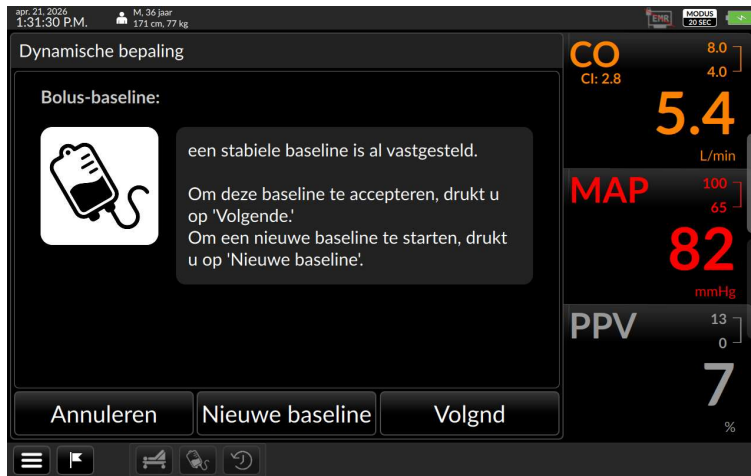 apr. 21, 2026
1:31:30 P.M.
M, 36 jaar
171 cm, 77 kg
EMR
MODUS
20 SEC
Dynamische bepaling
Bolus-baseline:
een stabiele baseline is al vastgesteld.
Om deze baseline te accepteren, drukt u
op 'Volgende.'
Om een nieuwe baseline te starten, drukt
u op 'Nieuwe baseline'.
Annuleren
Nieuwe baseline
Volgnd
CO
8.0
CI: 2.8
4.0
5.4
L/min
MAP
100
65
82
mmHg
PPV
13
0
7
%